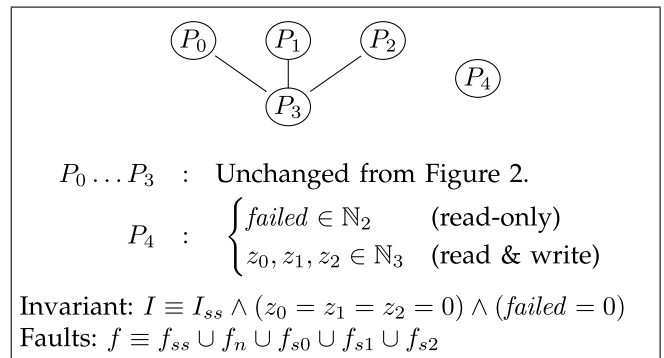 P₀ P₁ P₂
P₄
P₃
P₀ … P₃ : Unchanged from Figure 2.
P₄ : { failed ∈ ℕ₂ (read-only)
z₀, z₁, z₂ ∈ ℕ₃ (read & write)
Invariant: I ≡ Iₛₛ ∧ (z₀ = z₁ = z₂ = 0) ∧ (failed = 0)
Faults: f ≡ fₛₛ ∪ fₙ ∪ fₛ₀ ∪ fₛ₁ ∪ fₛ₂